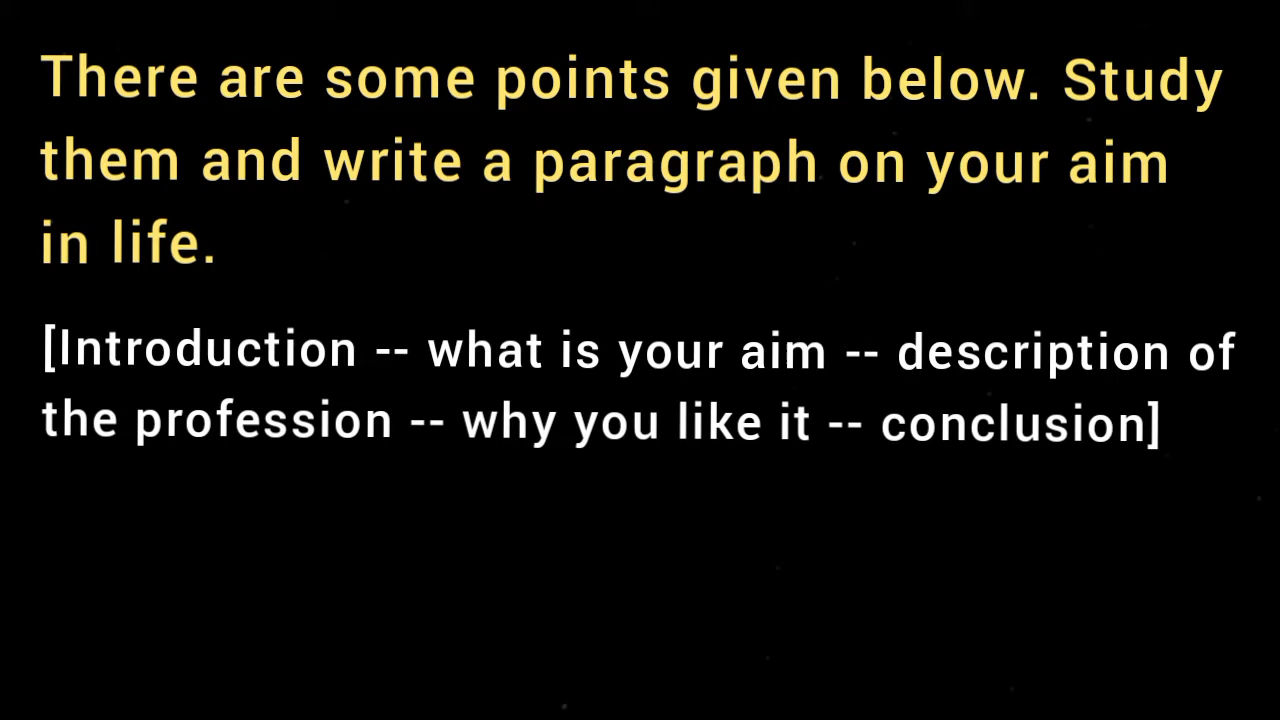 There are some points given below. Study
them and write a paragraph on your aim
in life.
[Introduction -- what is your aim -- description of
the profession -- why you like it -- conclusion]